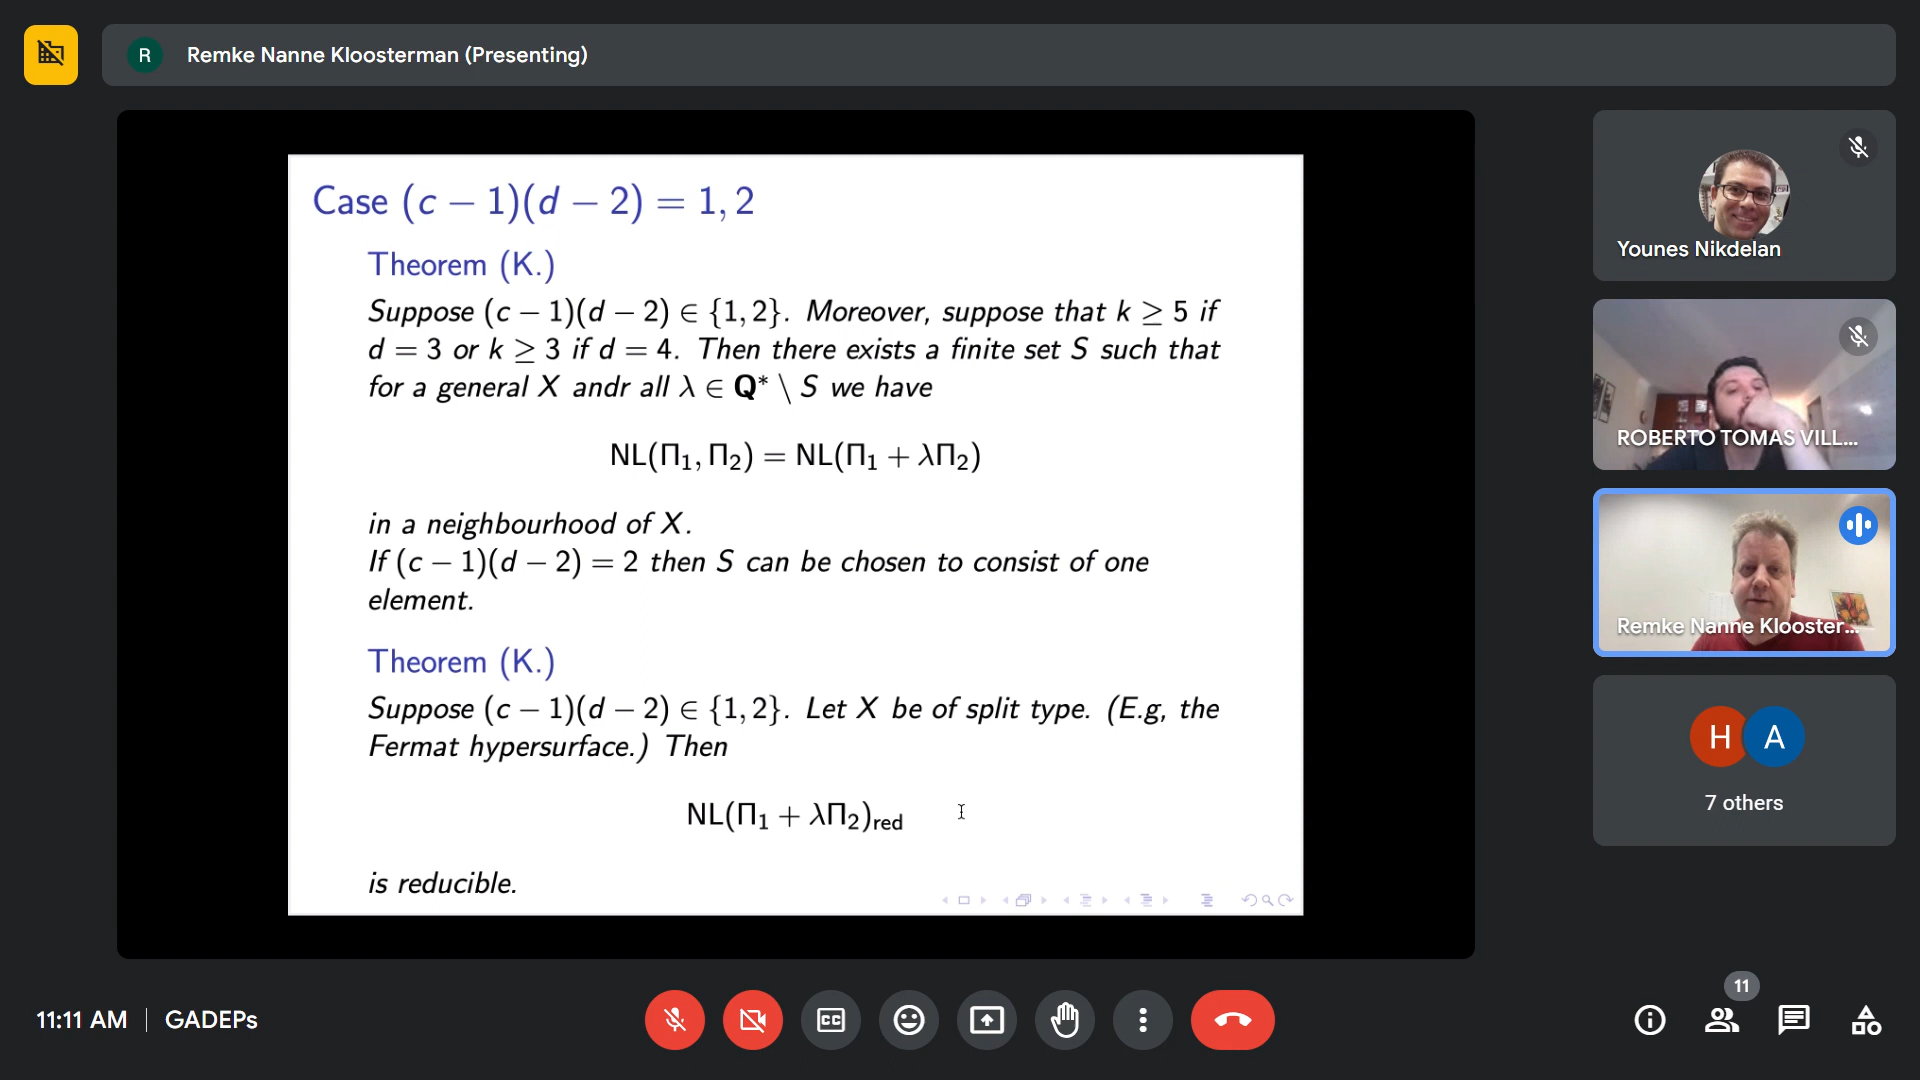 R Remke Nanne Kloosterman (Presenting)
Case (c − 1)(d − 2) = 1, 2
Theorem (K.)
Suppose (c − 1)(d − 2) ∈ {1, 2}. Moreover, suppose that k ≥ 5 if
d = 3 or k ≥ 3 if d = 4. Then there exists a finite set S such that
for a general X andr all λ ∈ Q* \ S we have
NL(Π₁, Π₂) = NL(Π₁ + λΠ₂)
in a neighbourhood of X.
If (c − 1)(d − 2) = 2 then S can be chosen to consist of one
element.
Theorem (K.)
Suppose (c − 1)(d − 2) ∈ {1, 2}. Let X be of split type. (E.g, the
Fermat hypersurface.) Then
NL(Π₁ + λΠ₂)red
is reducible.
Younes Nikdelan
ROBERTO TOMAS VILL...
Remke Nanne Klooster...
H A
7 others
11:11 AM | GADEPs
CC
11